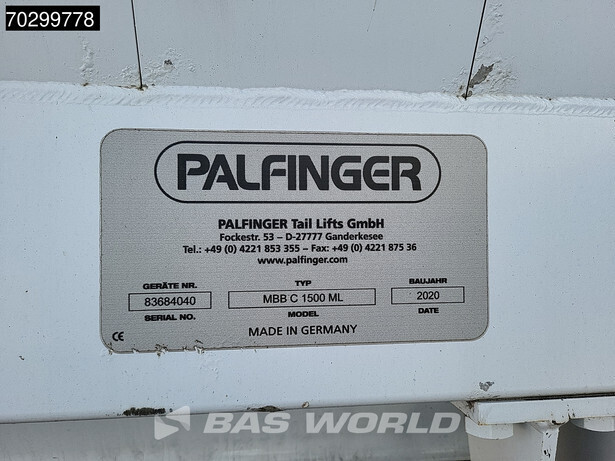 70299778
PALFINGER
PALFINGER Tail Lifts GmbH
Fockestr. 53 – D-27777 Ganderkesee
Tel.: +49 (0) 4221 853 355 – Fax: +49 (0) 4221 875 36
www.palfinger.com
GERÄTE NR. TYP BAUJAHR
83684040 MBB C 1500 ML 2020
SERIAL NO. MODEL DATE
CE MADE IN GERMANY
BAS WORLD